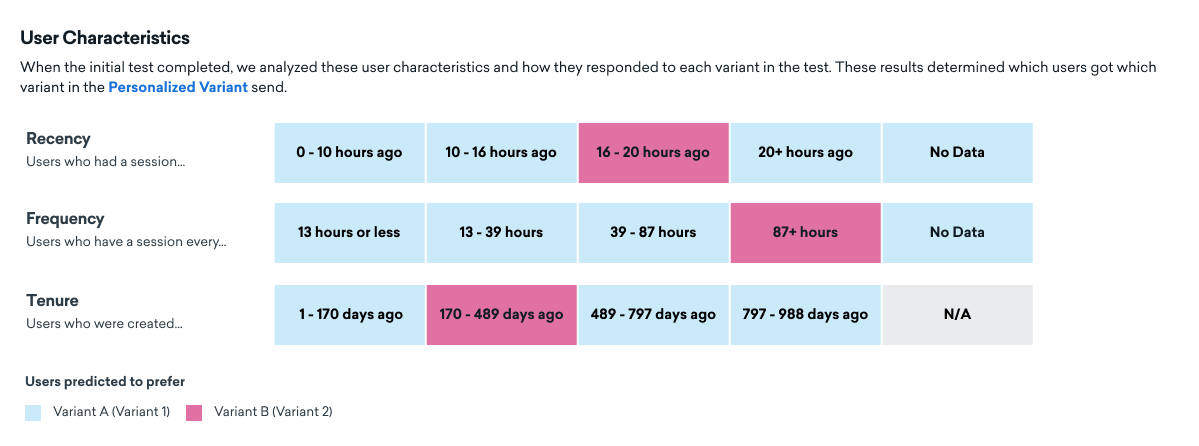 User Characteristics
When the initial test completed, we analyzed these user characteristics and how they responded to each variant in the test. These results determined which users got which
variant in the Personalized Variant send.
Recency
Users who had a session...
0 - 10 hours ago
10 - 16 hours ago
16 - 20 hours ago
20+ hours ago
No Data
Frequency
Users who have a session every...
13 hours or less
13 - 39 hours
39 - 87 hours
87+ hours
No Data
Tenure
Users who were created...
1 - 170 days ago
170 - 489 days ago
489 - 797 days ago
797 - 988 days ago
N/A
Users predicted to prefer
Variant A (Variant 1)
Variant B (Variant 2)